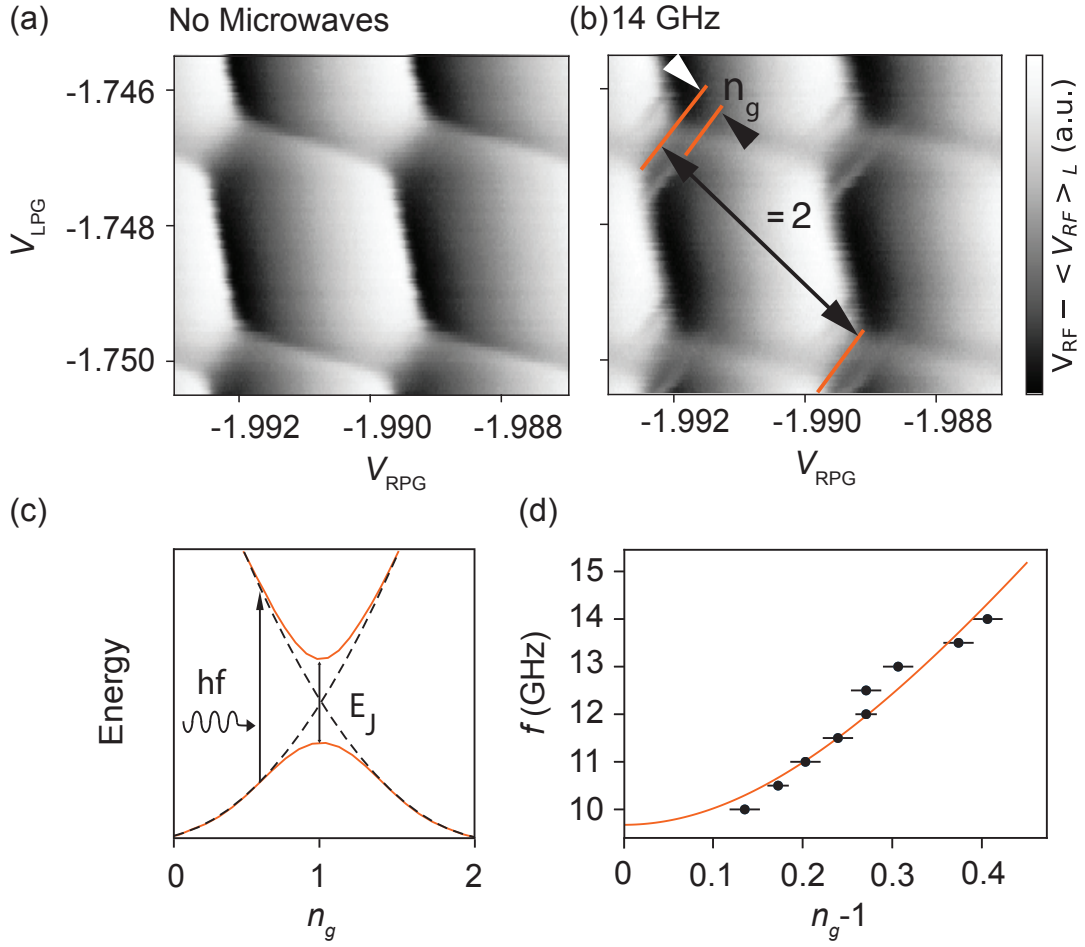 (a) No Microwaves
(b) 14 GHz
-1.746
-1.748
-1.750
V_LPG
-1.992 -1.990 -1.988
V_RPG
n_g
= 2
-1.992 -1.990 -1.988
V_RPG
V_RF − < V_RF >_L (a.u.)
(c)
Energy
hf
E_J
0 1 2
n_g
(d)
f (GHz)
15
14
13
12
11
10
0 0.1 0.2 0.3 0.4
n_g-1